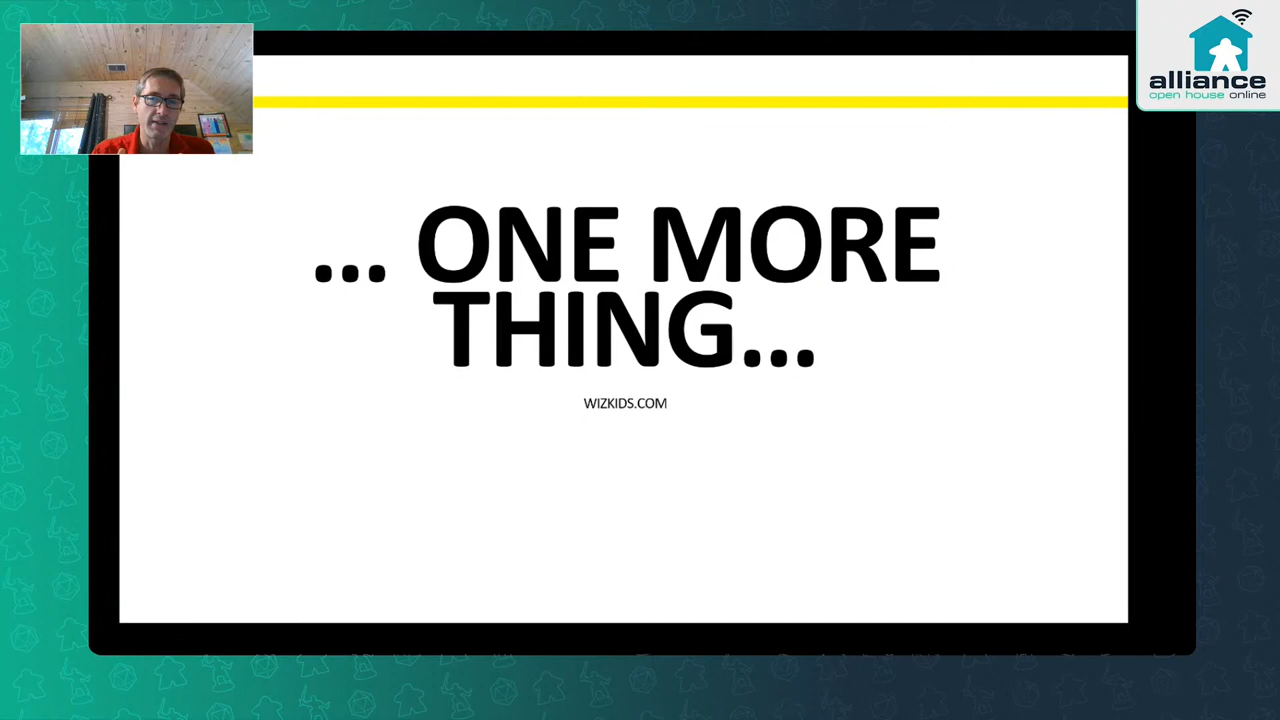 alliance
open house online
... ONE MORE
THING...
WIZKIDS.COM